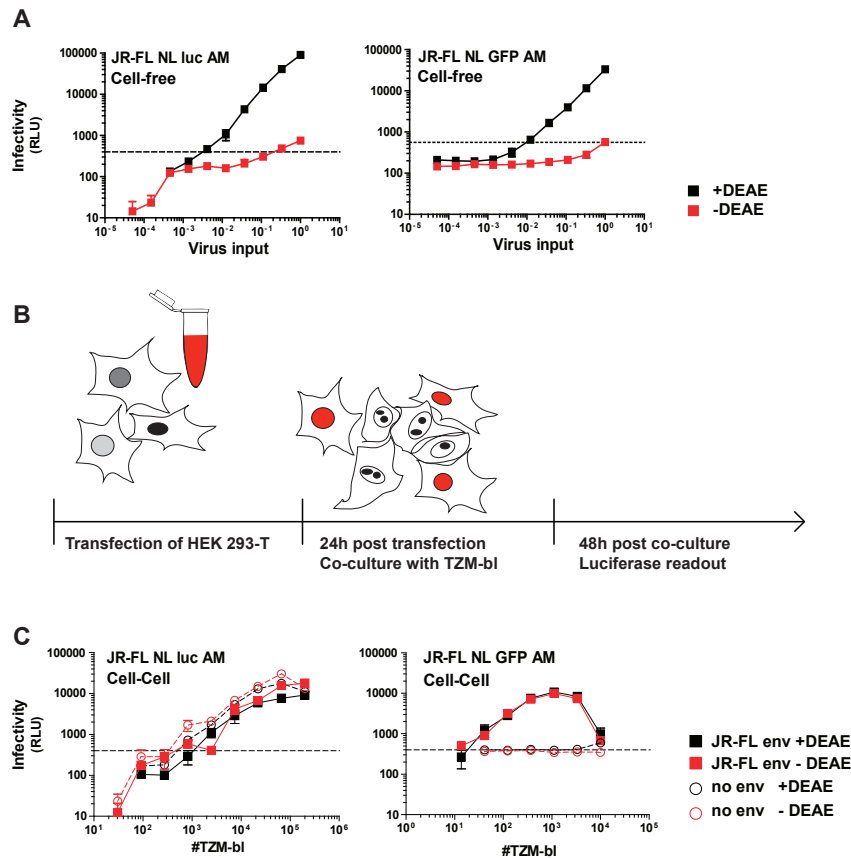 A
JR-FL NL luc AM
Cell-free
Infectivity
(RLU)
100000
10000
1000
100
10
10-5 10-4 10-3 10-2 10-1 100 101
Virus input
JR-FL NL GFP AM
Cell-free
100000
10000
1000
100
10
10-5 10-4 10-3 10-2 10-1 100 101
Virus input
+DEAE
-DEAE
B
Transfection of HEK 293-T
24h post transfection
Co-culture with TZM-bl
48h post co-culture
Luciferase readout
C
JR-FL NL luc AM
Cell-Cell
Infectivity
(RLU)
100000
10000
1000
100
10
101 102 103 104 105 106
#TZM-bl
JR-FL NL GFP AM
Cell-Cell
100000
10000
1000
100
10
100 101 102 103 104 105
#TZM-bl
JR-FL env +DEAE
JR-FL env - DEAE
no env +DEAE
no env - DEAE